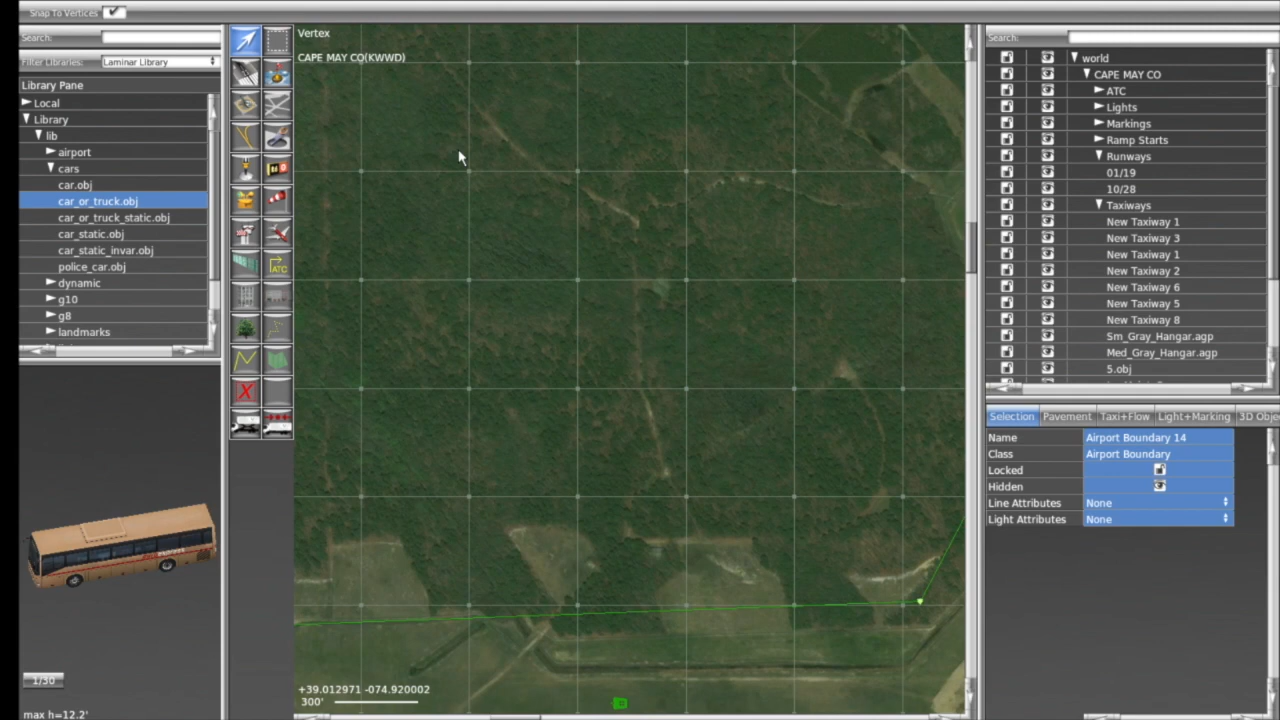 Snap To Vertices
Search:
Filter Libraries: Laminar Library
Library Pane
Local
Library
lib
airport
cars
car.obj
car_or_truck.obj
car_or_truck_static.obj
car_static.obj
car_static_invar.obj
police_car.obj
dynamic
g10
g8
landmarks
1/30
max h=12.2'
Vertex
CAPE MAY CO(KWWD)
ATC
+39.012971 -074.920002
300'
Search:
world
CAPE MAY CO
ATC
Lights
Markings
Ramp Starts
Runways
01/19
10/28
Taxiways
New Taxiway 1
New Taxiway 3
New Taxiway 1
New Taxiway 2
New Taxiway 6
New Taxiway 5
New Taxiway 8
Sm_Gray_Hangar.agp
Med_Gray_Hangar.agp
5.obj
Selection Pavement Taxi+Flow Light+Marking 3D Obje
Name Airport Boundary 14
Class Airport Boundary
Locked
Hidden
Line Attributes None
Light Attributes None